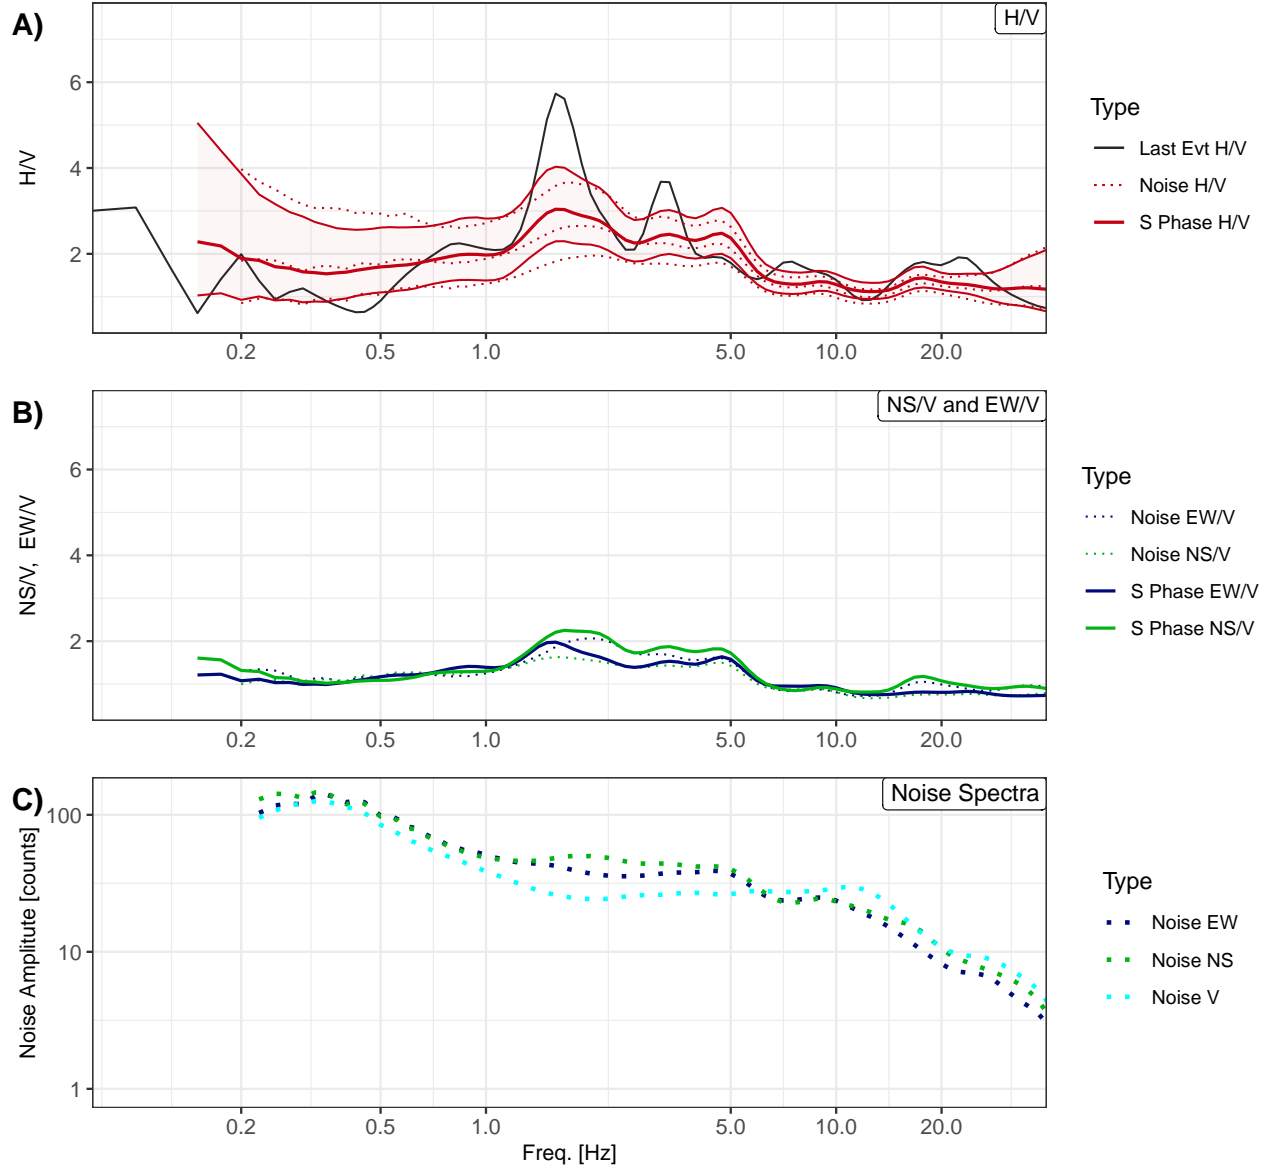 A)
H/V
6
4
2
H/V
0.2 0.5 1.0 5.0 10.0 20.0
Type
Last Evt H/V
Noise H/V
S Phase H/V
B)
NS/V and EW/V
6
4
2
NS/V,  EW/V
0.2 0.5 1.0 5.0 10.0 20.0
Type
Noise EW/V
Noise NS/V
S Phase EW/V
S Phase NS/V
C)
Noise Spectra
100
10
1
Noise Amplitute [counts]
0.2 0.5 1.0 5.0 10.0 20.0
Freq. [Hz]
Type
Noise EW
Noise NS
Noise V